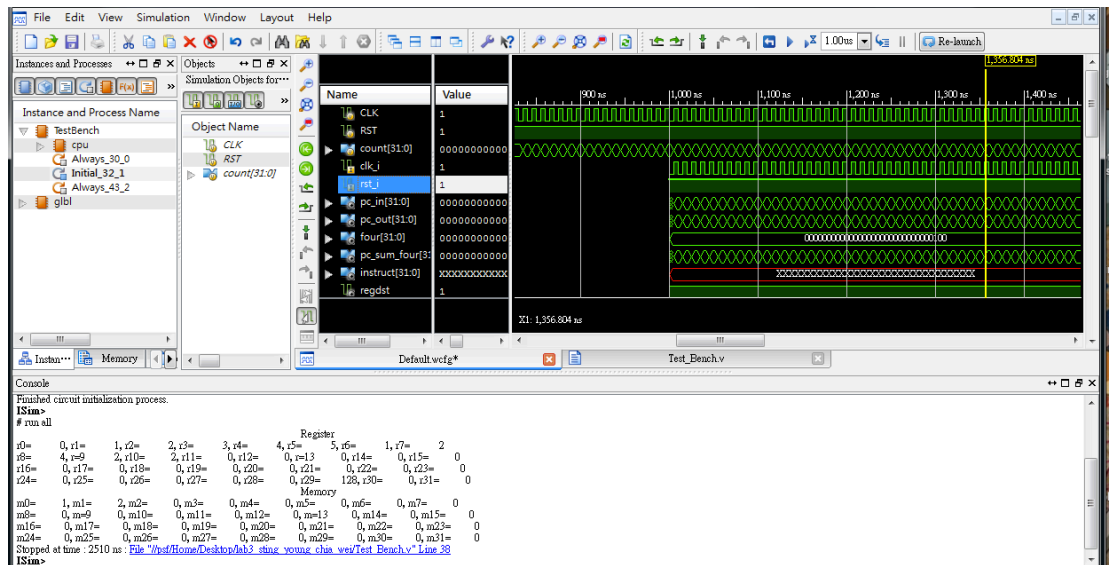 File Edit View Simulation Window Layout Help
1.00us Re-launch
Instances and Processes
Instance and Process Name
TestBench
cpu
Always_30_0
Initial_32_1
Always_43_2
glbl
Instan··· Memory
Objects
Simulation Objects for···
Object Name
CLK
RST
count[31:0]
Name Value
CLK 1
RST 1
count[31:0] 00000000000
clk_i 1
rst_i 1
pc_in[31:0] 00000000000
pc_out[31:0] 00000000000
four[31:0] 00000000000
pc_sum_four[3: 00000000000
instruct[31:0] XXXXXXXXXXX
regdst 1
1,356.804 ns
900 ns 1,000 ns 1,100 ns 1,200 ns 1,300 ns 1,400 ns
X1: 1,356.804 ns
Default.wcfg* Test_Bench.v
Console
Finished circuit initialization process.
ISim>
# run all
Register
r0= 0, r1= 1, r2= 2, r3= 3, r4= 4, r5= 5, r6= 1, r7= 2
r8= 4, r=9 2, r10= 2, r11= 0, r12= 0, r=13 0, r14= 0, r15= 0
r16= 0, r17= 0, r18= 0, r19= 0, r20= 0, r21= 0, r22= 0, r23= 0
r24= 0, r25= 0, r26= 0, r27= 0, r28= 0, r29= 128, r30= 0, r31= 0
Memory
m0= 1, m1= 2, m2= 0, m3= 0, m4= 0, m5= 0, m6= 0, m7= 0
m8= 0, m=9 0, m10= 0, m11= 0, m12= 0, m=13 0, m14= 0, m15= 0
m16= 0, m17= 0, m18= 0, m19= 0, m20= 0, m21= 0, m22= 0, m23= 0
m24= 0, m25= 0, m26= 0, m27= 0, m28= 0, m29= 0, m30= 0, m31= 0
Stopped at time : 2510 ns : File "//psf/Home/Desktop/lab3_sting_young_chia_wei/Test_Bench.v" Line 38
ISim>